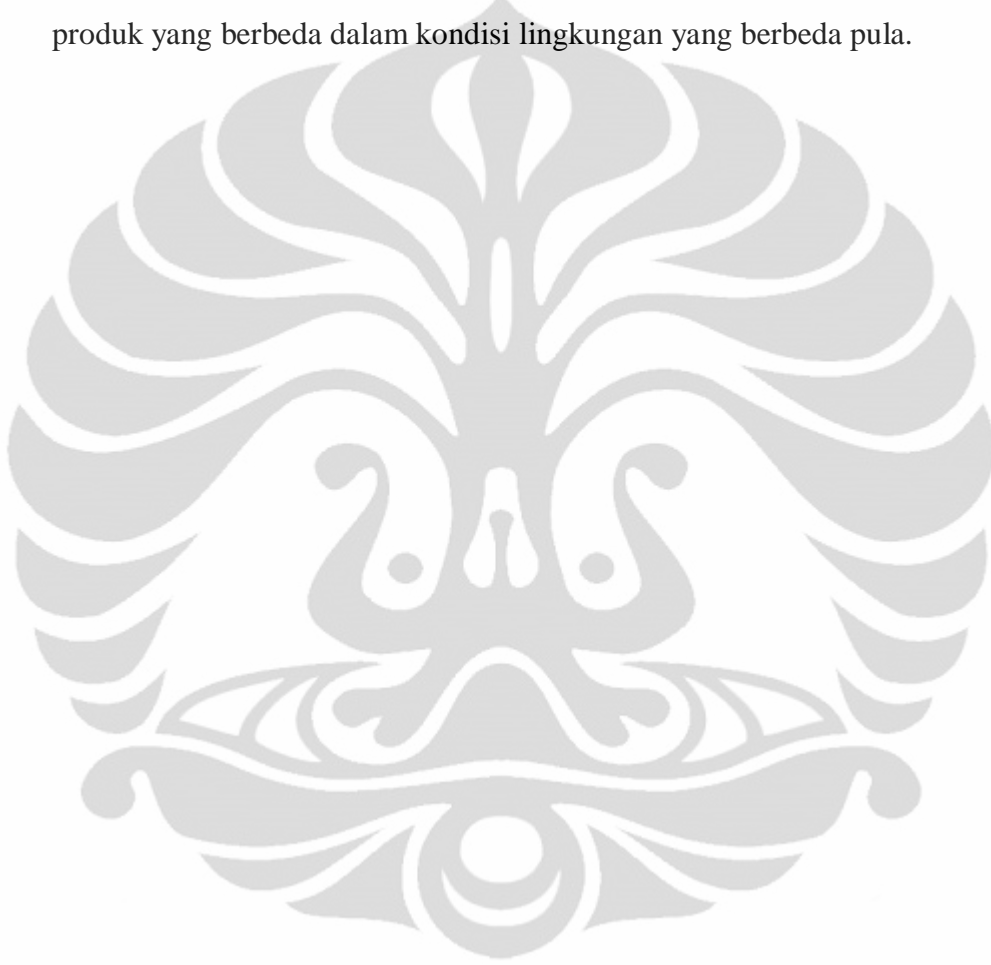 produk yang berbeda dalam kondisi lingkungan yang berbeda pula.